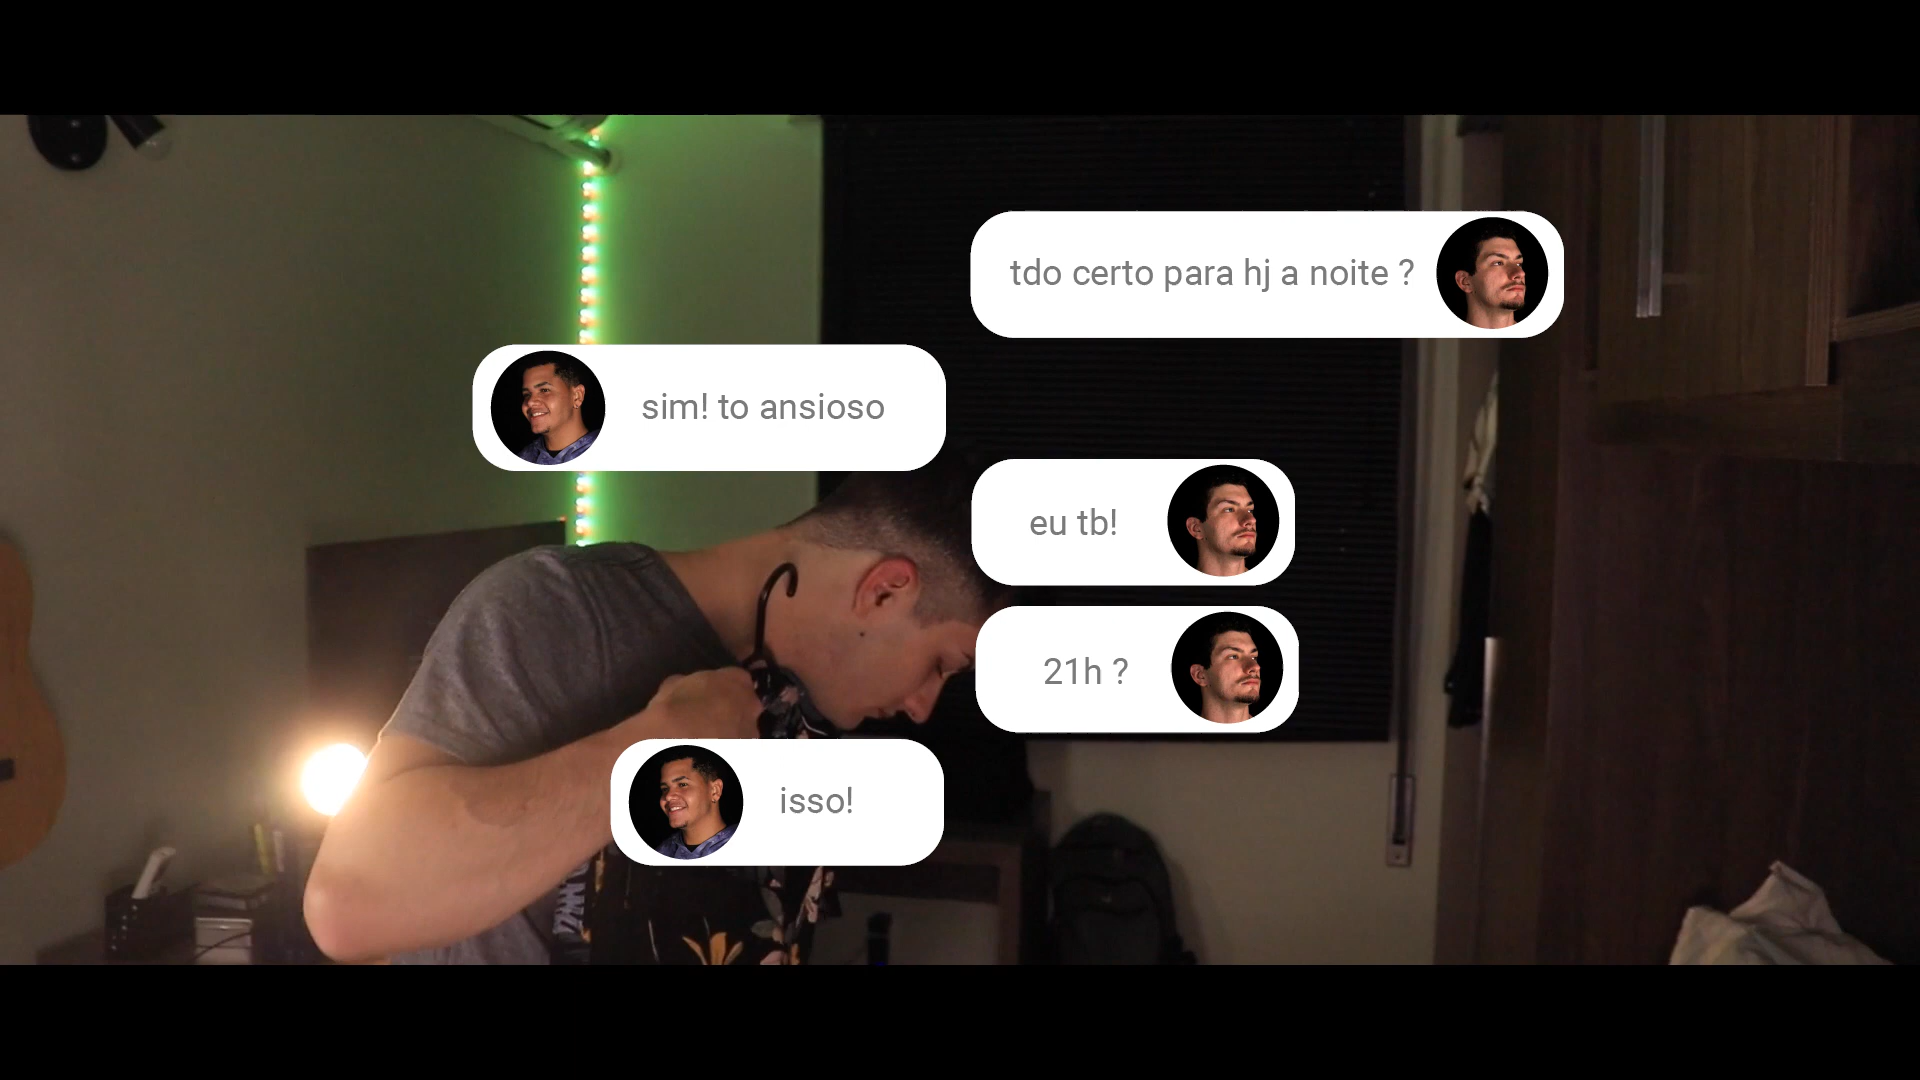 tdo certo para hj a noite ?
sim! to ansioso
eu tb!
21h ?
isso!